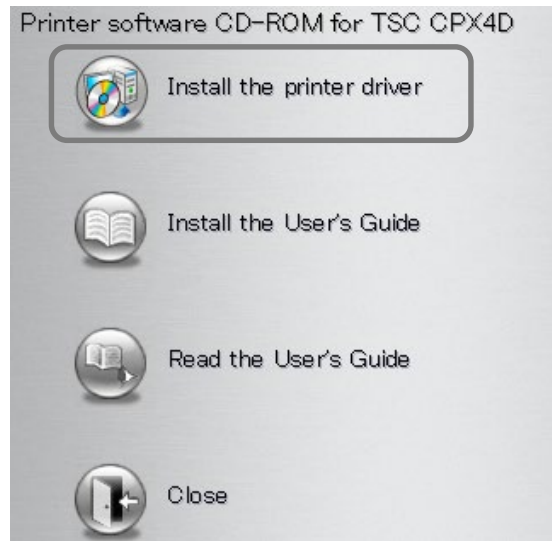 Printer software CD-ROM for TSC CPX4D
Install the printer driver
Install the User's Guide
Read the User's Guide
Close